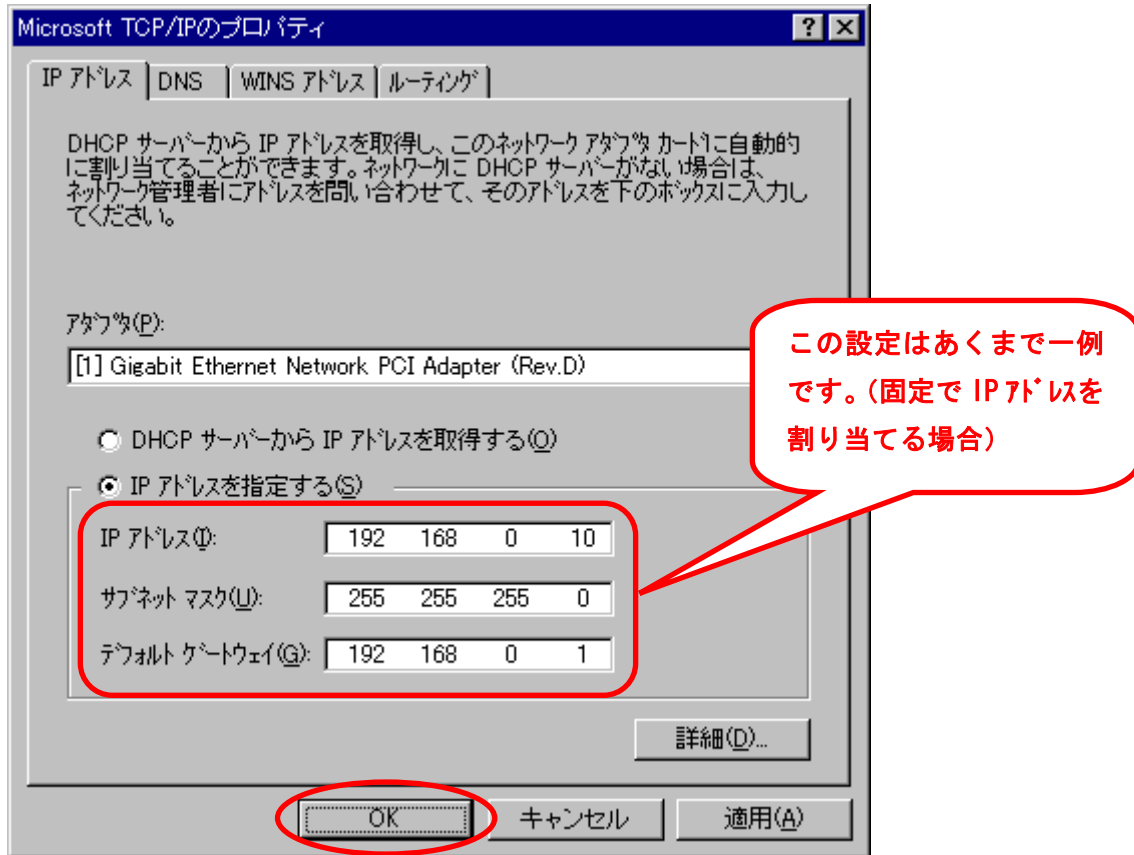 Microsoft TCP/IPのプロパティ
IP アドレス
DNS
WINS アドレス
ルーティング
DHCP サーバーから IP アドレスを取得し、このネットワーク アダプタ カードに自動的
に割り当てることができます。ネットワークに DHCP サーバーがない場合は、
ネットワーク管理者にアドレスを問い合わせて、そのアドレスを下のボックスに入力し
てください。
アダプタ(P):
[1] Gigabit Ethernet Network PCI Adapter (Rev.D)
この設定はあくまで一例
です。(固定で IP アドレスを
割り当てる場合)
DHCP サーバーから IP アドレスを取得する(O)
IP アドレスを指定する(S)
IP アドレス(I): 192 168 0 10
サブネット マスク(U): 255 255 255 0
デフォルト ゲートウェイ(G): 192 168 0 1
詳細(D)...
OK
キャンセル
適用(A)